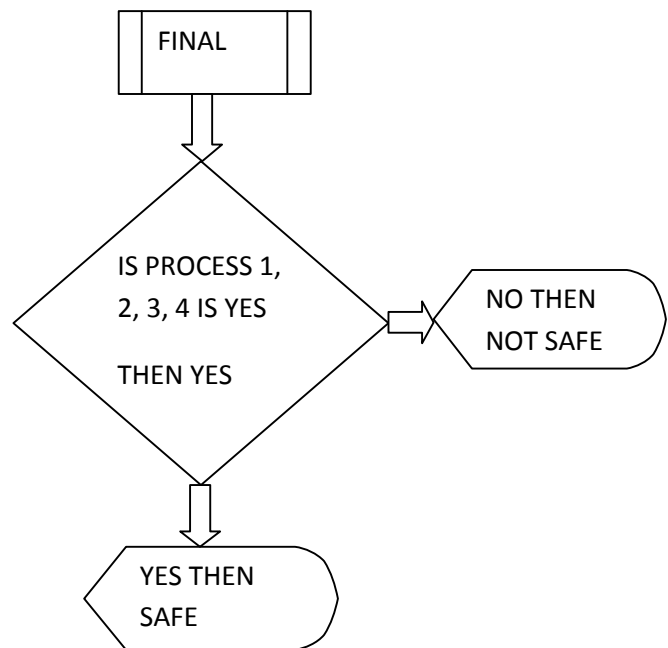 FINAL
IS PROCESS 1,
2, 3, 4 IS YES
THEN YES
NO THEN
NOT SAFE
YES THEN
SAFE